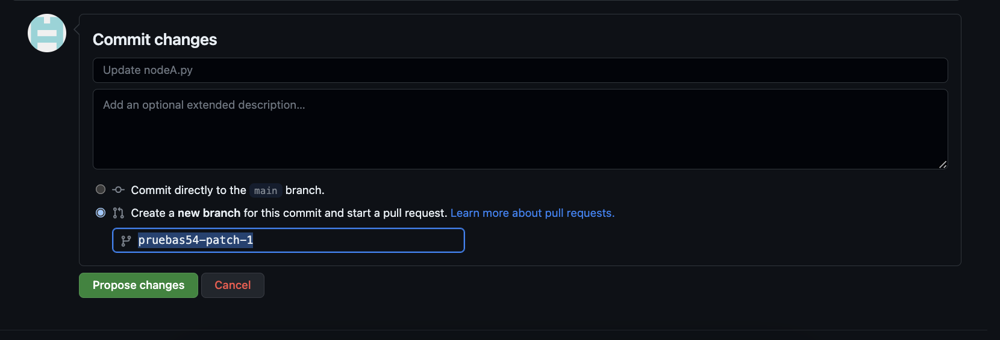 Commit changes
Update nodeA.py
Add an optional extended description...
Commit directly to the main branch.
Create a new branch for this commit and start a pull request. Learn more about pull requests.
pruebas54-patch-1
Propose changes
Cancel